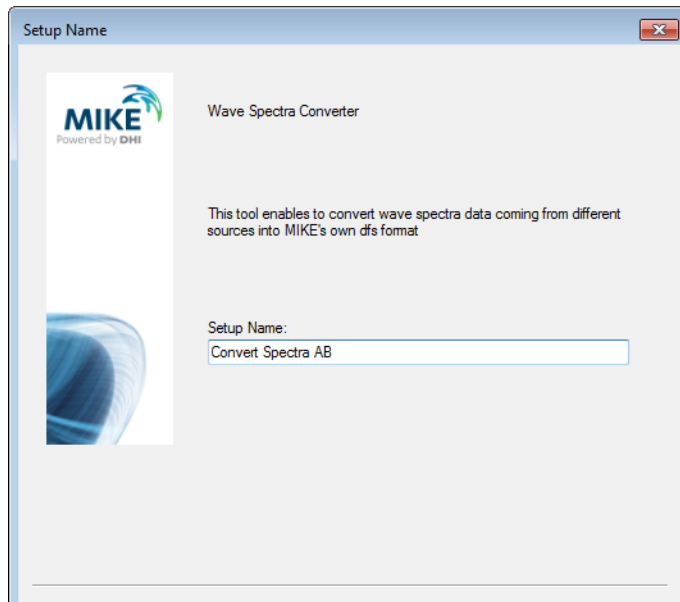 Setup Name
MIKE
Powered by DHI
Wave Spectra Converter
This tool enables to convert wave spectra data coming from different
sources into MIKE's own dfs format
Setup Name:
Convert Spectra AB